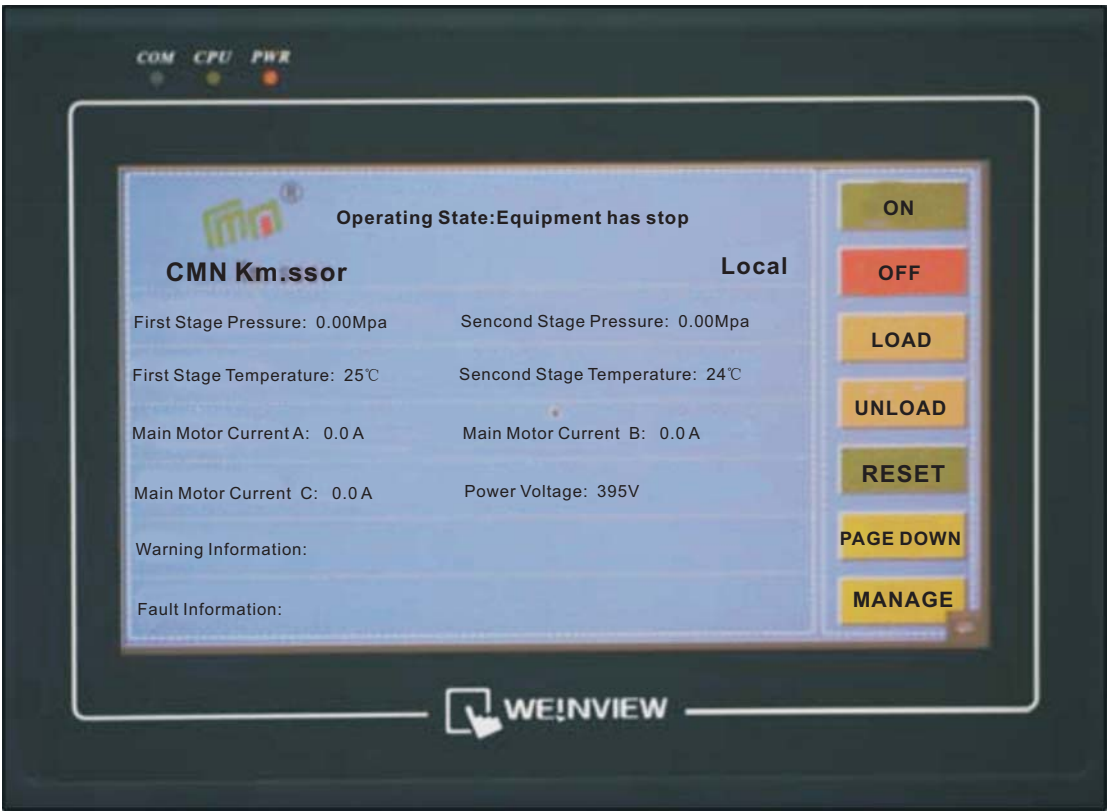 COM CPU PWR
®
Operating State:Equipment has stop
CMN Km.ssor
Local
First Stage Pressure: 0.00Mpa
Sencond Stage Pressure: 0.00Mpa
First Stage Temperature: 25℃
Sencond Stage Temperature: 24℃
Main Motor Current A: 0.0 A
Main Motor Current B: 0.0 A
Main Motor Current C: 0.0 A
Power Voltage: 395V
Warning Information:
Fault Information:
ON
OFF
LOAD
UNLOAD
RESET
PAGE DOWN
MANAGE
WE!NVIEW